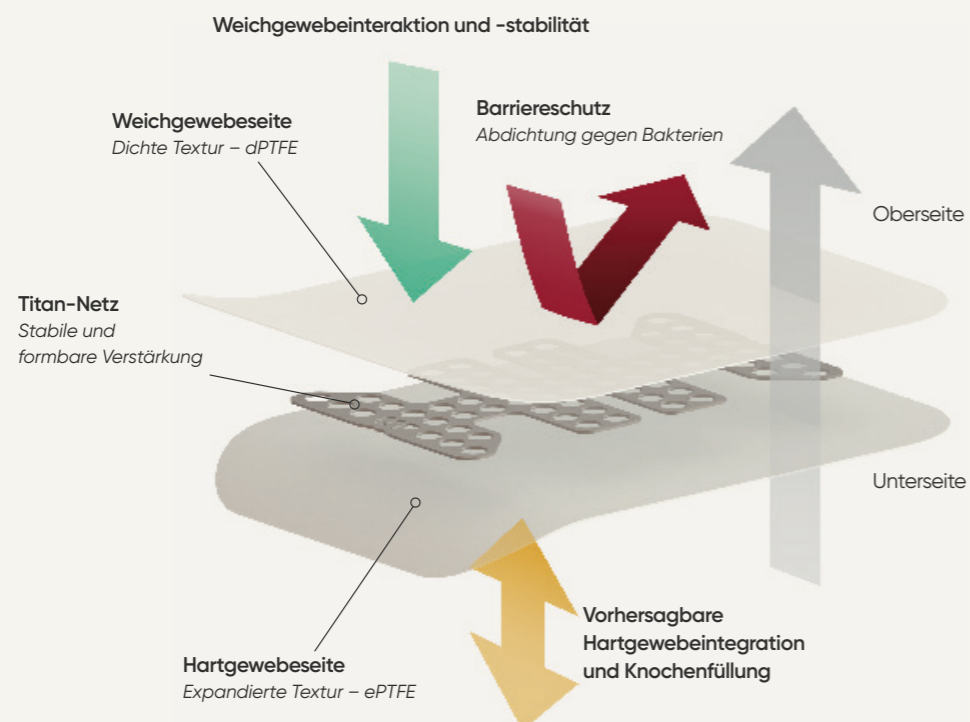 Weichgewebeinteraktion und -stabilität
Weichgewebeseite
Dichte Textur – dPTFE
Barriereschutz
Abdichtung gegen Bakterien
Oberseite
Titan-Netz
Stabile und
formbare Verstärkung
Unterseite
Vorhersagbare
Hartgewebeintegration
und Knochenfüllung
Hartgewebeseite
Expandierte Textur – ePTFE